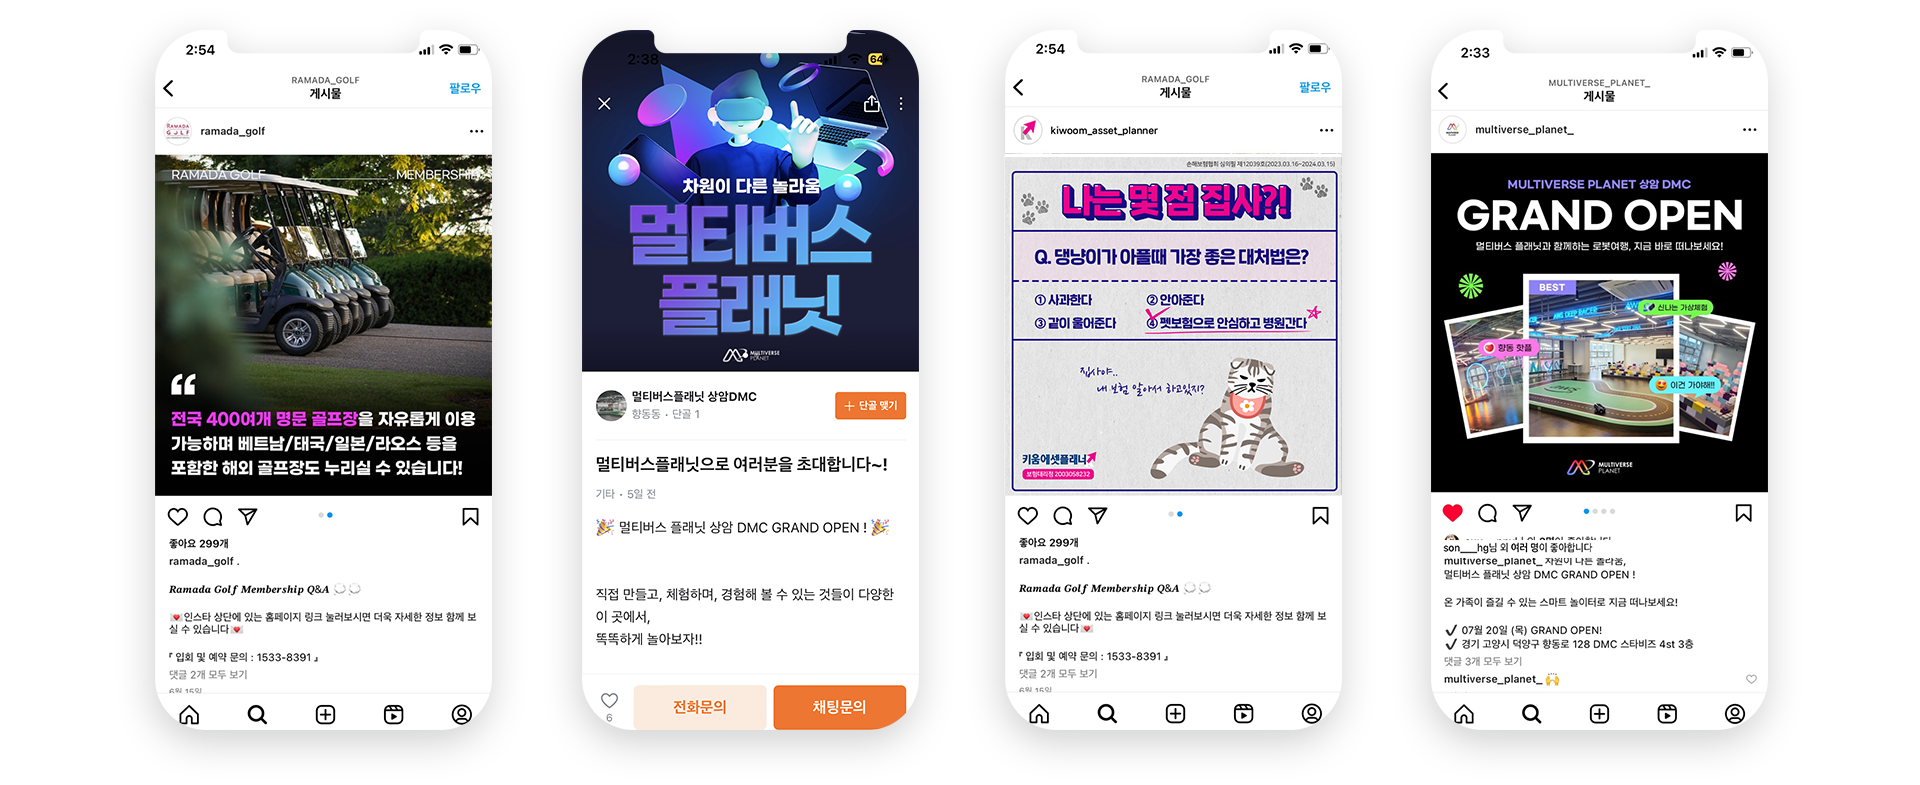 2:54
RAMADA_GOLF
게시물
팔로우
RAMADA GOLF
ramada_golf
RAMADA GOLF
MEMBERSHIP
전국 400여개 명문 골프장을 자유롭게 이용
가능하며 베트남/태국/일본/라오스 등을
포함한 해외 골프장도 누리실 수 있습니다!
좋아요 299개
ramada_golf .
Ramada Golf Membership Q&A
💌인스타 상단에 있는 홈페이지 링크 눌러보시면 더욱 자세한 정보 함께 보
실 수 있습니다💌
『 입회 및 예약 문의 : 1533-8391 』
댓글 2개 모두 보기
6월 15일
2:38
64
차원이 다른 놀라움
멀티버스
플래닛
MULTIVERSE
PLANET
멀티버스플래닛 상암DMC
향동동 · 단골 1
+ 단골 맺기
멀티버스플래닛으로 여러분을 초대합니다~!
기타 · 5일 전
🎉 멀티버스 플래닛 상암 DMC GRAND OPEN ! 🎉
직접 만들고, 체험하며, 경험해 볼 수 있는 것들이 다양한
이 곳에서,
똑똑하게 놀아보자!!
6
전화문의
채팅문의
2:54
RAMADA_GOLF
게시물
팔로우
kiwoom_asset_planner
손해보험협회 심의필 제12039호(2023.03.16~2024.03.15)
나는 몇 점 집사?!
Q. 댕냥이가 아플때 가장 좋은 대처법은?
① 사과한다
② 안아준다
③ 같이 울어준다
④ 펫보험으로 안심하고 병원간다
집사야..
내 보험 알아서 하고있지?
키움에셋플래너
보험대리점 2003058232
좋아요 299개
ramada_golf .
Ramada Golf Membership Q&A
💌인스타 상단에 있는 홈페이지 링크 눌러보시면 더욱 자세한 정보 함께 보
실 수 있습니다💌
『 입회 및 예약 문의 : 1533-8391 』
댓글 2개 모두 보기
6월 15일
2:33
MULTIVERSE_PLANET_
게시물
multiverse_planet_
MULTIVERSE PLANET 상암 DMC
GRAND OPEN
멀티버스 플래닛과 함께하는 로봇여행, 지금 바로 떠나보세요!
BEST
신나는 가상체험
향동 핫플
이건 가야해!!
MULTIVERSE
PLANET
son___hg님 외 여러 명이 좋아합니다
multiverse_planet_ 차원이 다른 놀라움,
멀티버스 플래닛 상암 DMC GRAND OPEN !
온 가족이 즐길 수 있는 스마트 놀이터로 지금 떠나보세요!
✔ 07월 20일 (목) GRAND OPEN!
✔ 경기 고양시 덕양구 향동로 128 DMC 스타비즈 4st 3층
댓글 3개 모두 보기
multiverse_planet_ 🙌